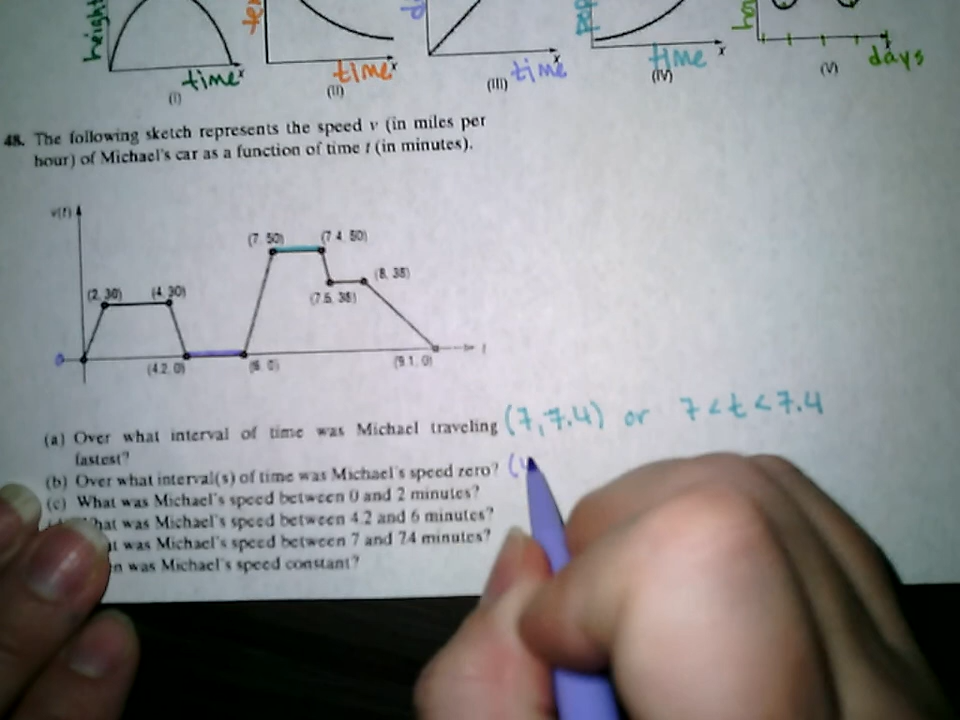 height
time
x
(I)
time
x
(II)
time
x
(III)
time
x
(IV)
days
(V)
48. The following sketch represents the speed v (in miles per
hour) of Michael's car as a function of time t (in minutes).
v(t)
(7, 50) (7.4, 50)
(2, 30) (4, 30) (7.6, 38) (8, 38)
(4.2, 0) (6, 0) (9.1, 0) t
(a) Over what interval of time was Michael traveling (7, 7.4) or 7 < t < 7.4
fastest?
(b) Over what interval(s) of time was Michael's speed zero? (
(c) What was Michael's speed between 0 and 2 minutes?
hat was Michael's speed between 4.2 and 6 minutes?
was Michael's speed between 7 and 7.4 minutes?
n was Michael's speed constant?